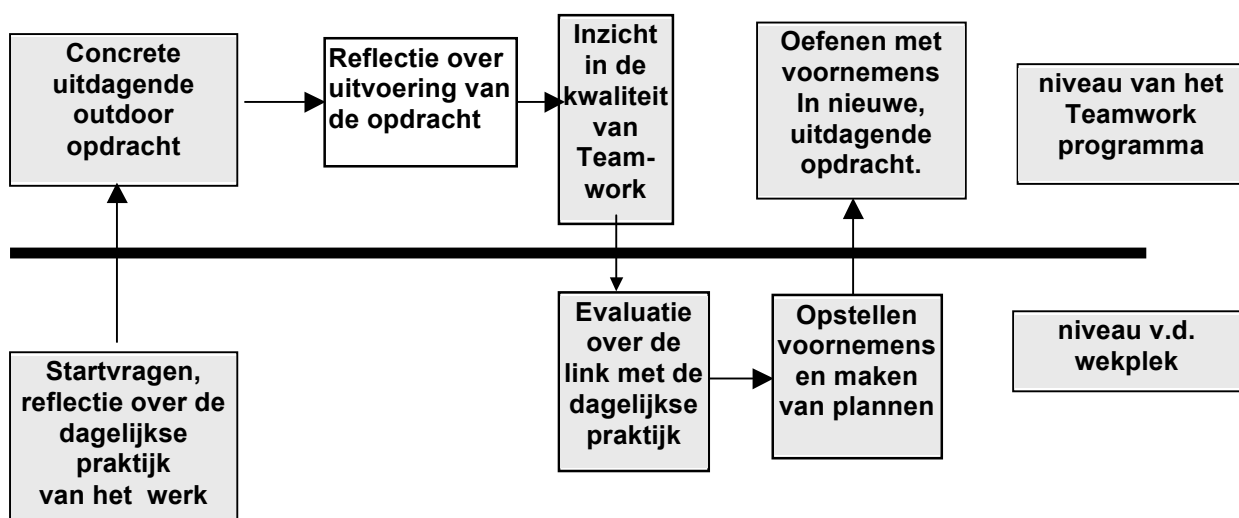 Concrete
uitdagende
outdoor
opdracht
Reflectie over
uitvoering van
de opdracht
Inzicht
in de
kwaliteit
van
Team-
work
Oefenen met
voornemens
In nieuwe,
uitdagende
opdracht.
niveau van het
Teamwork
programma
Startvragen,
reflectie over de
dagelijkse
praktijk
van het werk
Evaluatie
over de
link met de
dagelijkse
praktijk
Opstellen
voornemens
en maken
van plannen
niveau v.d.
wekplek